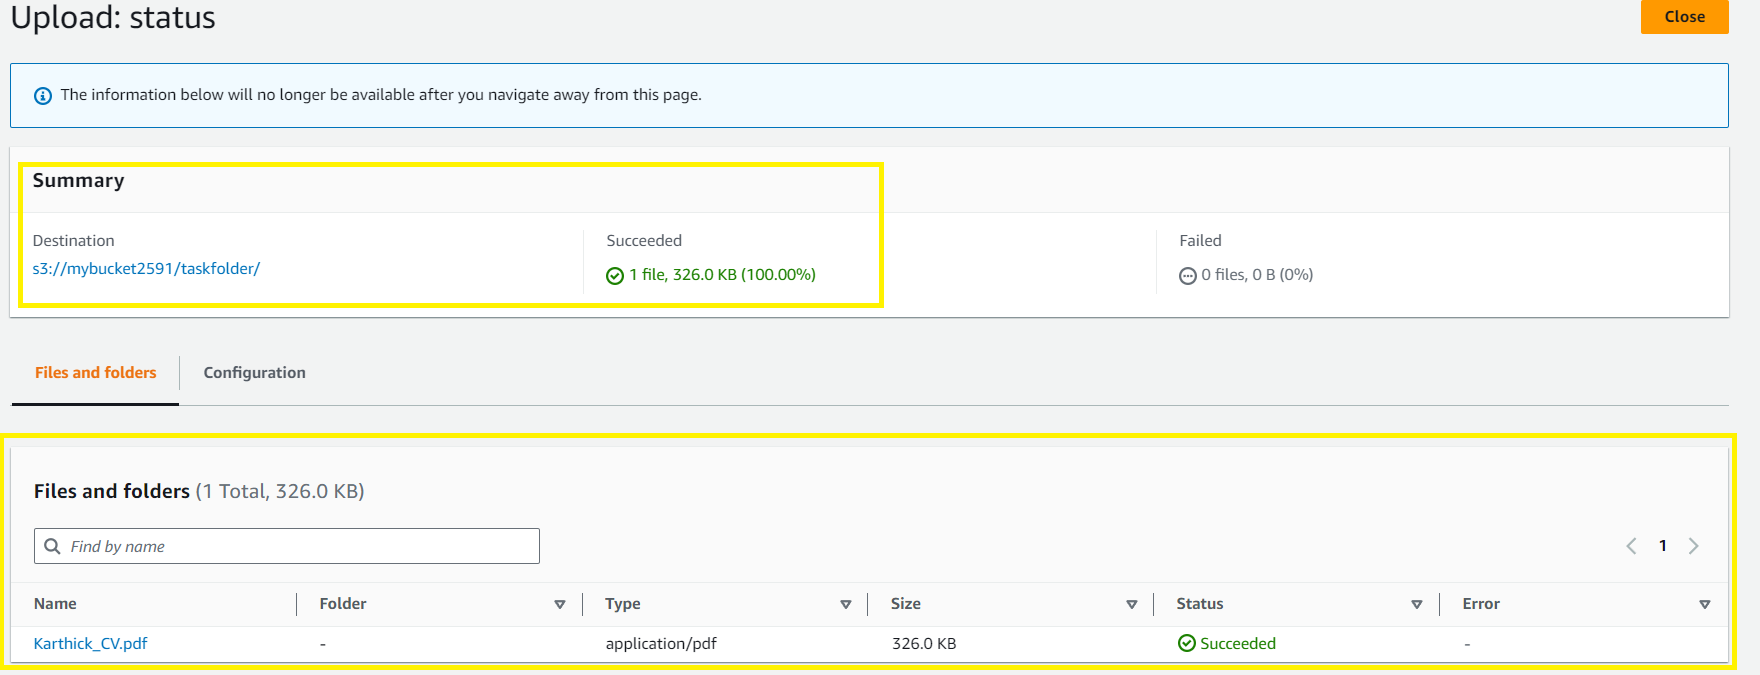 Upload: status
Close
The information below will no longer be available after you navigate away from this page.
Summary
Destination
s3://mybucket2591/taskfolder/
Succeeded
1 file, 326.0 KB (100.00%)
Failed
0 files, 0 B (0%)
Files and folders
Configuration
Files and folders (1 Total, 326.0 KB)
Find by name
1
Name Folder Type Size Status Error
Karthick_CV.pdf - application/pdf 326.0 KB Succeeded -